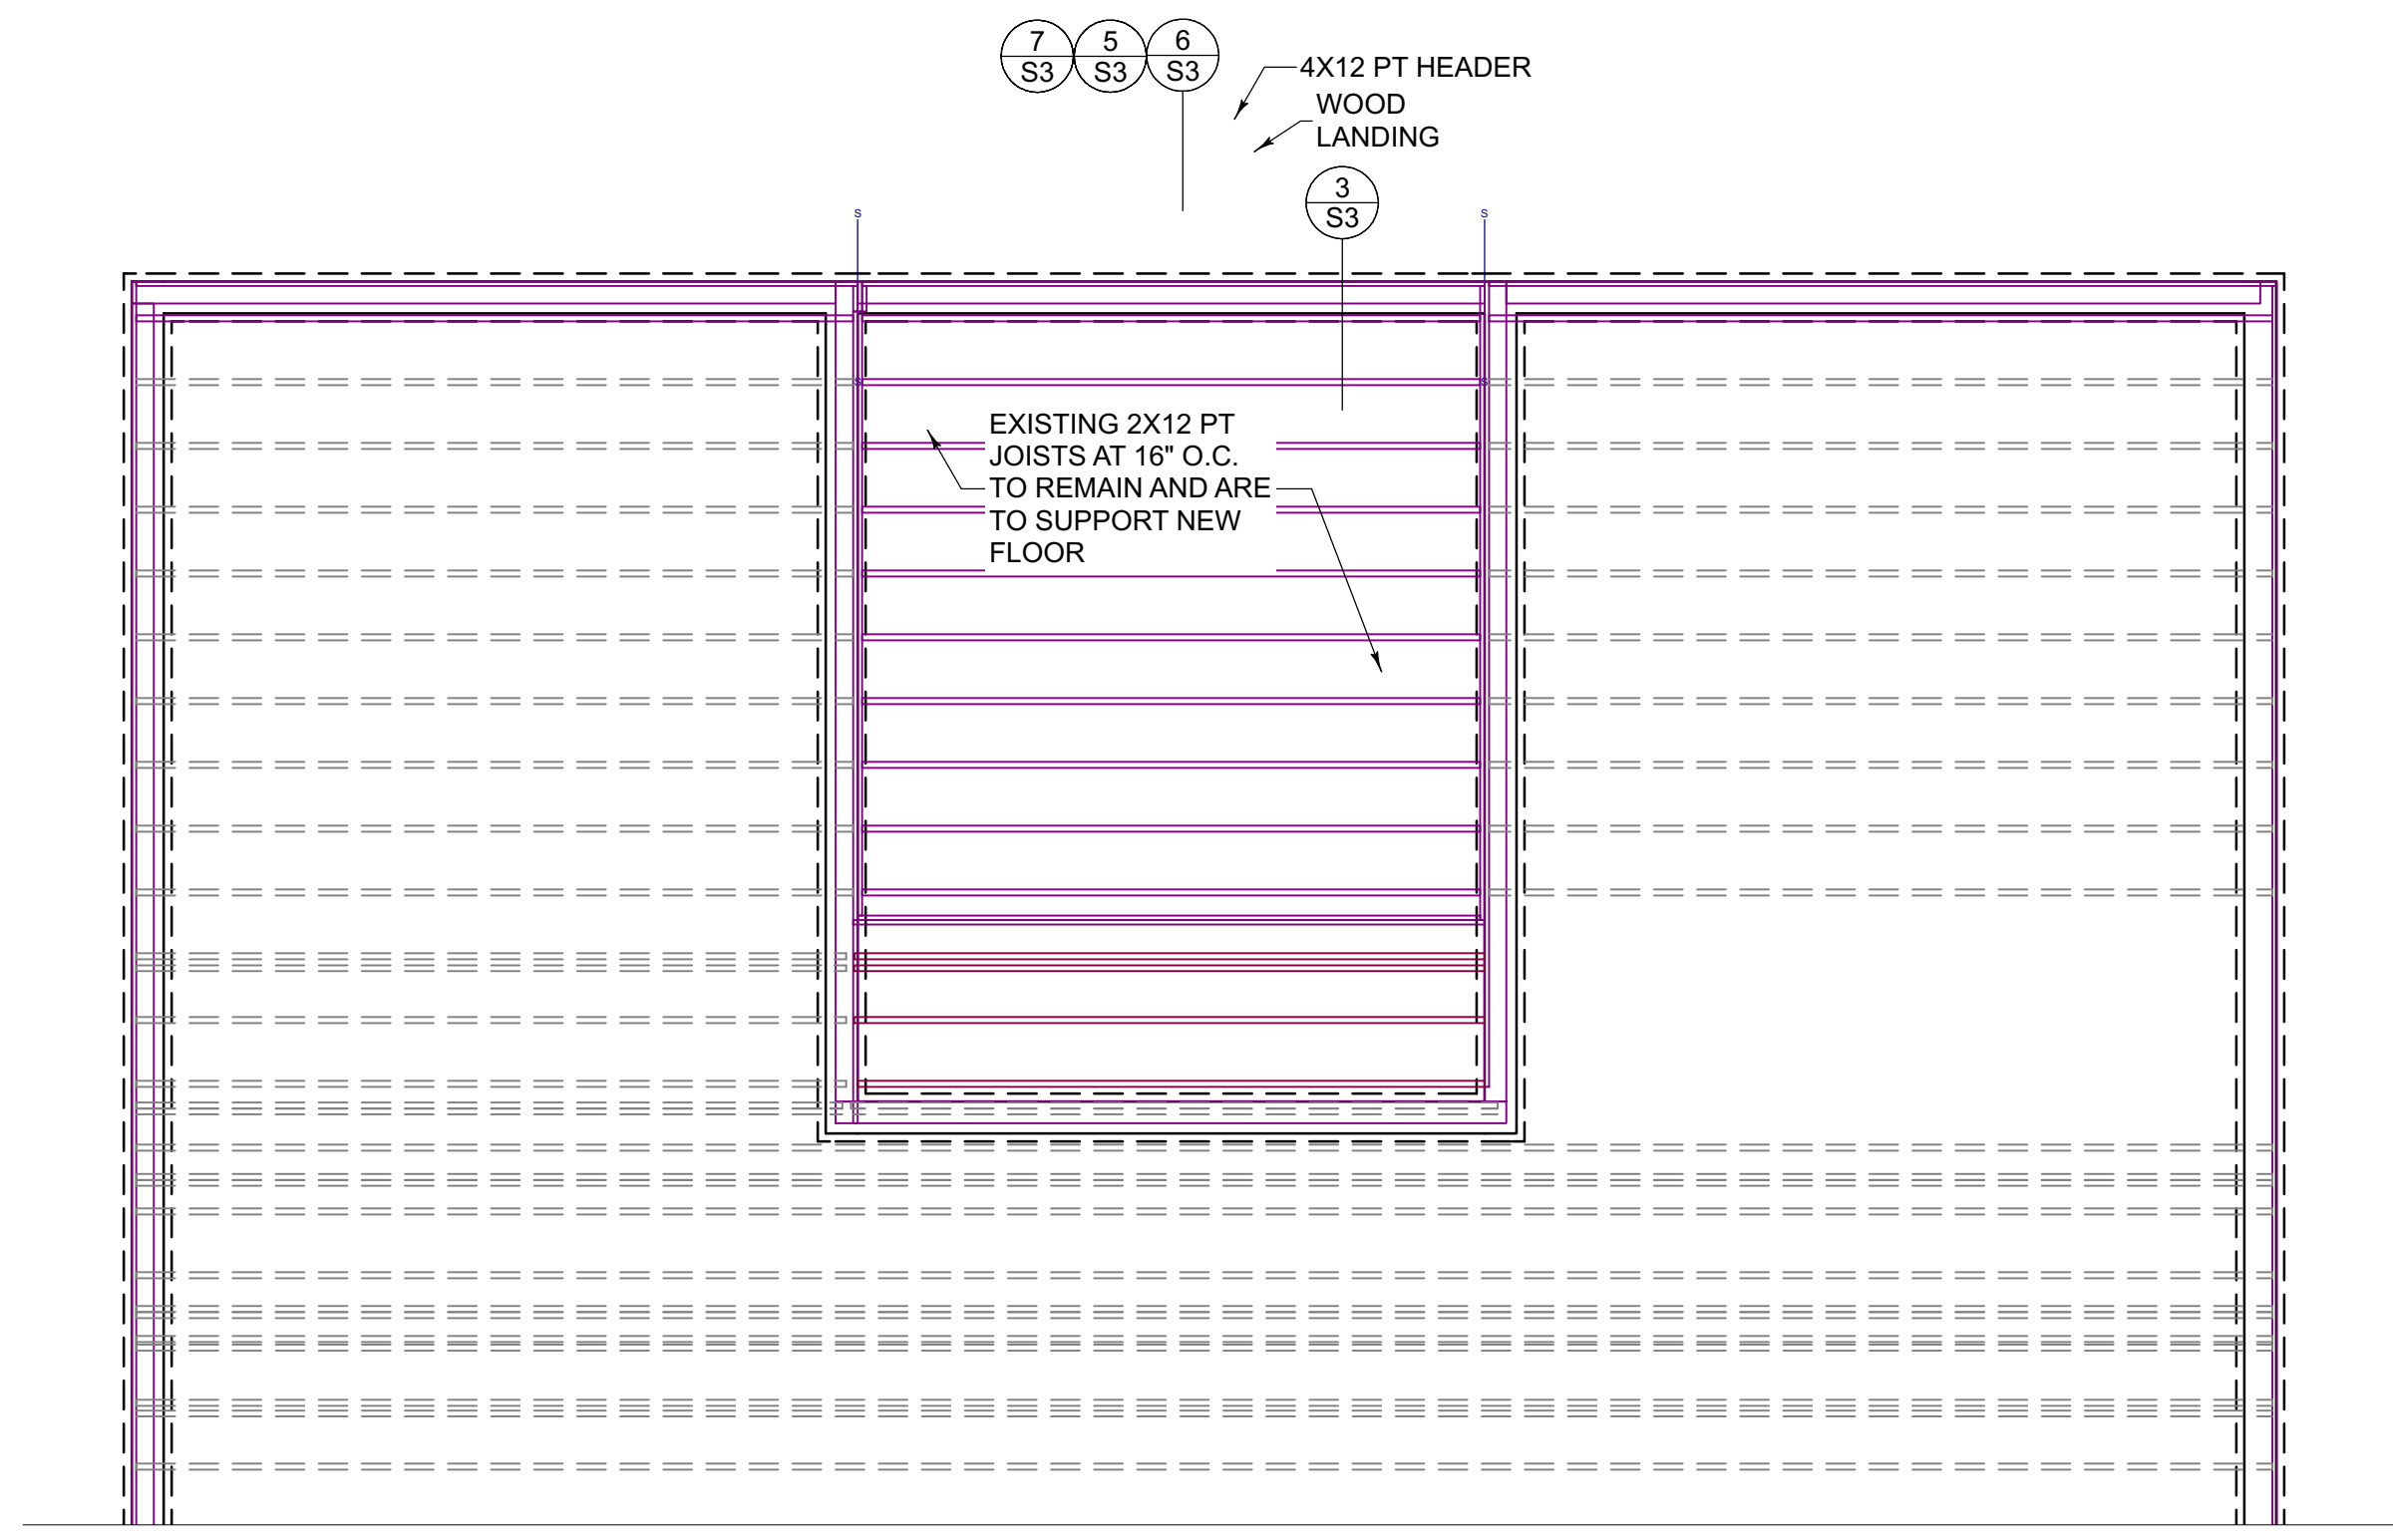 7
S3
5
S3
6
S3
4X12 PT HEADER
WOOD
LANDING
3
S3
S
S
S
S
EXISTING 2X12 PT
JOISTS AT 16" O.C.
TO REMAIN AND ARE
TO SUPPORT NEW
FLOOR